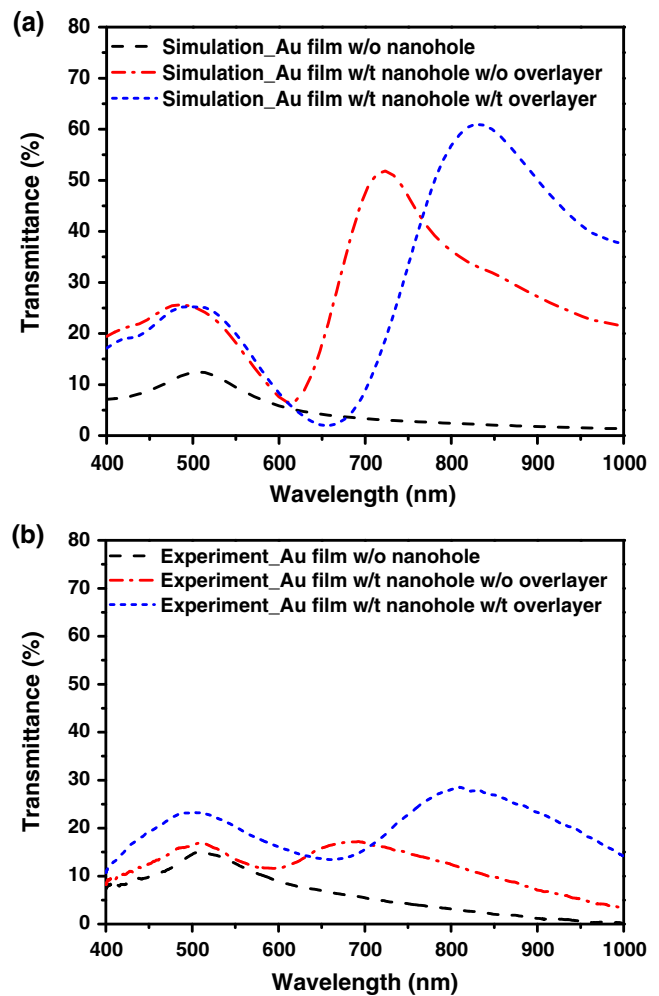 (a)
80
Simulation_Au film w/o nanohole
70
Simulation_Au film w/t nanohole w/o overlayer
Simulation_Au film w/t nanohole w/t overlayer
60
50
40
30
20
10
0
Transmittance (%)
400 500 600 700 800 900 1000
Wavelength (nm)
(b)
80
Experiment_Au film w/o nanohole
70
Experiment_Au film w/t nanohole w/o overlayer
Experiment_Au film w/t nanohole w/t overlayer
60
50
40
30
20
10
0
Transmittance (%)
400 500 600 700 800 900 1000
Wavelength (nm)